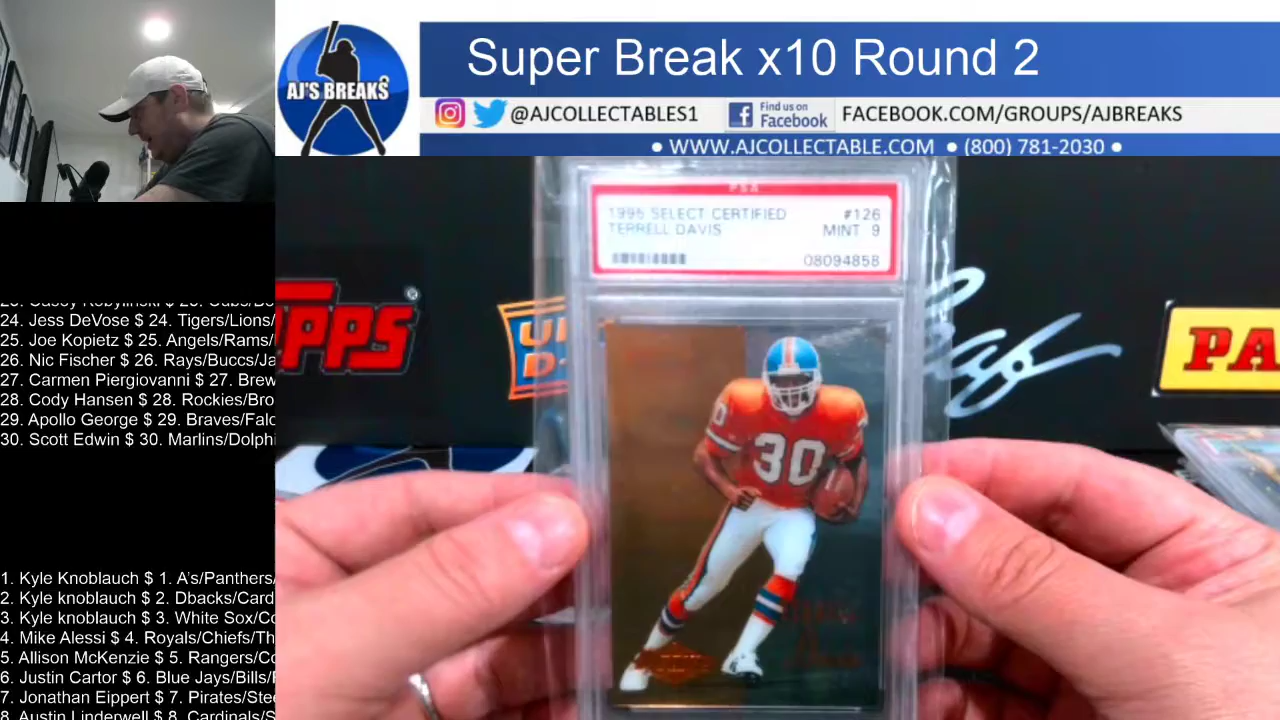 Super Break x10 Round 2
AJ'S BREAKS
@AJCOLLECTABLES1
Find us on
Facebook
FACEBOOK.COM/GROUPS/AJBREAKS
• WWW.AJCOLLECTABLE.COM • (800) 781-2030 •
PSA
1995 SELECT CERTIFIED #126
TERRELL DAVIS MINT 9
08094858
30
PA
24. Jess DeVose $ 24. Tigers/Lions/
25. Joe Kopietz $ 25. Angels/Rams/
26. Nic Fischer $ 26. Rays/Buccs/Ja
27. Carmen Piergiovanni $ 27. Brew
28. Cody Hansen $ 28. Rockies/Bro
29. Apollo George $ 29. Braves/Falc
30. Scott Edwin $ 30. Marlins/Dolphi
1. Kyle Knoblauch $ 1. A's/Panthers/
2. Kyle knoblauch $ 2. Dbacks/Card
3. Kyle knoblauch $ 3. White Sox/Co
4. Mike Alessi $ 4. Royals/Chiefs/Th
5. Allison McKenzie $ 5. Rangers/Co
6. Justin Cartor $ 6. Blue Jays/Bills/
7. Jonathan Eippert $ 7. Pirates/Stee
8. Austin Linderwell $ 8. Cardinals/S